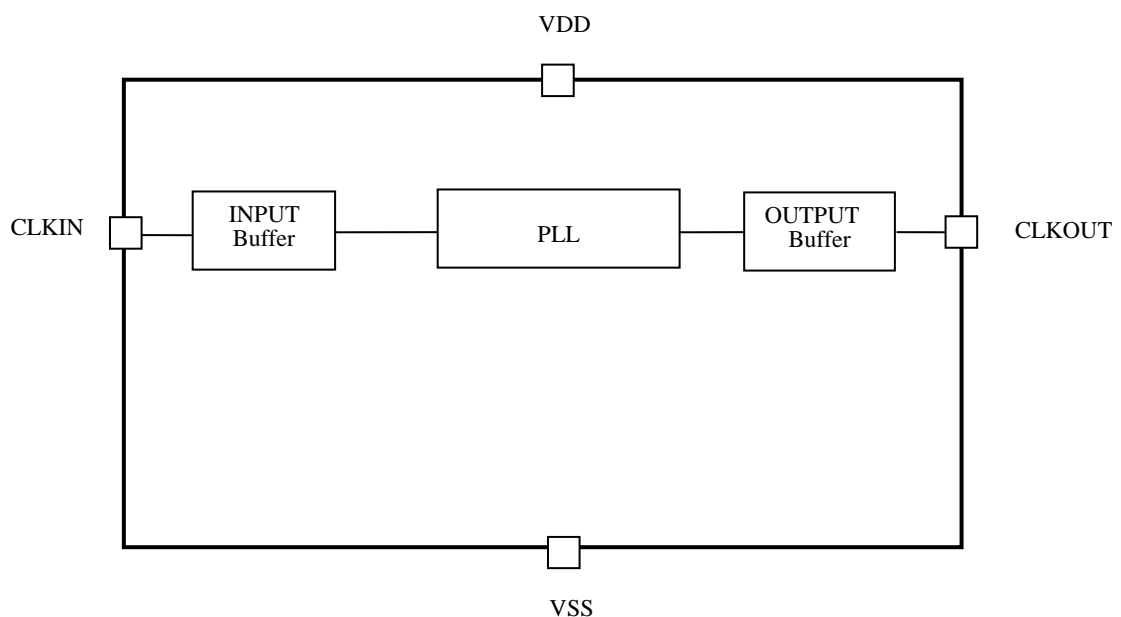 VDD
CLKIN
INPUT
Buffer
PLL
OUTPUT
Buffer
CLKOUT
VSS